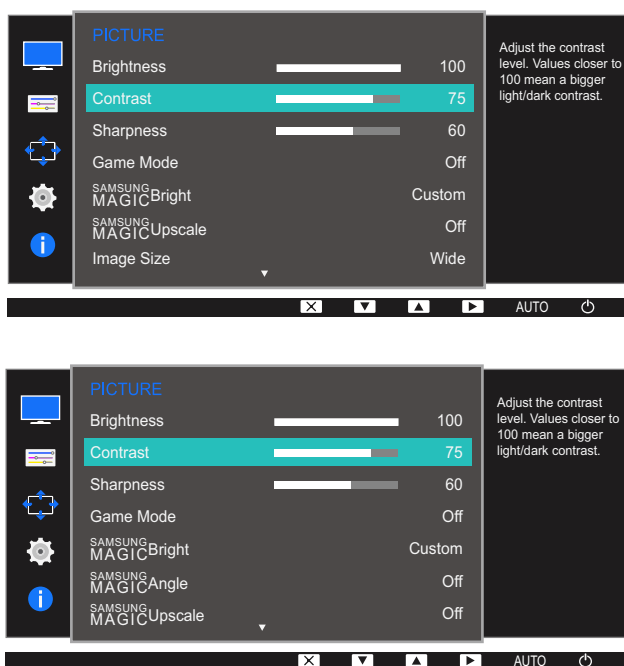 PICTURE
Brightness 100
Contrast 75
Sharpness 60
Game Mode Off
SAMSUNG
MAGICBright Custom
SAMSUNG
MAGICUpscale Off
Image Size Wide
Adjust the contrast
level. Values closer to
100 mean a bigger
light/dark contrast.
AUTO
PICTURE
Brightness 100
Contrast 75
Sharpness 60
Game Mode Off
SAMSUNG
MAGICBright Custom
SAMSUNG
MAGICAngle Off
SAMSUNG
MAGICUpscale Off
Adjust the contrast
level. Values closer to
100 mean a bigger
light/dark contrast.
AUTO